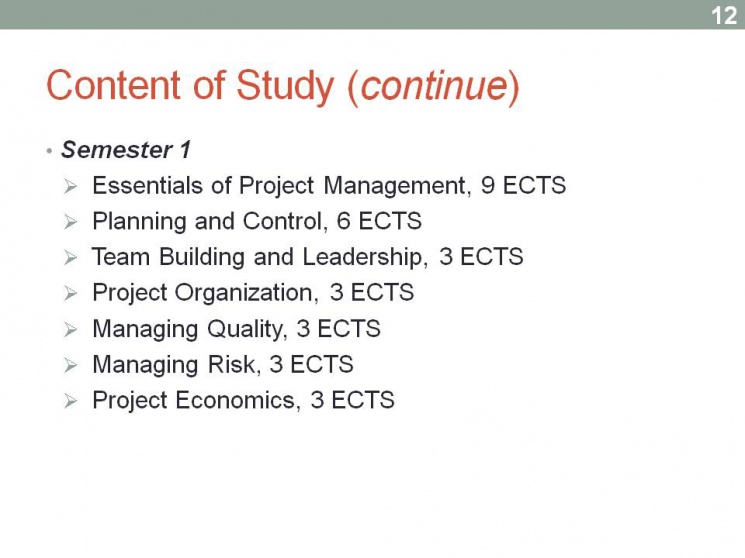 12
Content of Study (continue)
• Semester 1
➢ Essentials of Project Management, 9 ECTS
➢ Planning and Control, 6 ECTS
➢ Team Building and Leadership, 3 ECTS
➢ Project Organization, 3 ECTS
➢ Managing Quality, 3 ECTS
➢ Managing Risk, 3 ECTS
➢ Project Economics, 3 ECTS